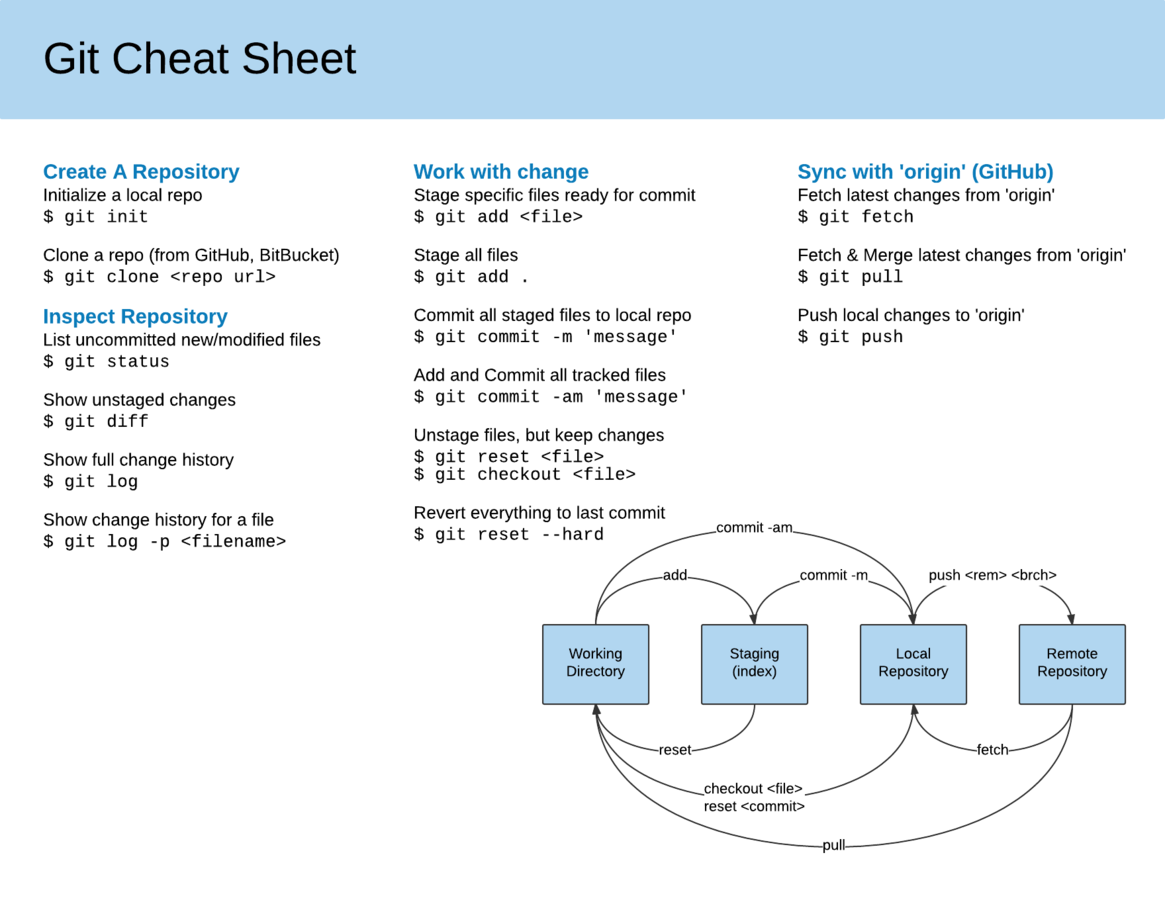 Git Cheat Sheet
Create A Repository
Initialize a local repo
$ git init
Clone a repo (from GitHub, BitBucket)
$ git clone <repo url>
Inspect Repository
List uncommitted new/modified files
$ git status
Show unstaged changes
$ git diff
Show full change history
$ git log
Show change history for a file
$ git log -p <filename>
Work with change
Stage specific files ready for commit
$ git add <file>
Stage all files
$ git add .
Commit all staged files to local repo
$ git commit -m 'message'
Add and Commit all tracked files
$ git commit -am 'message'
Unstage files, but keep changes
$ git reset <file>
$ git checkout <file>
Revert everything to last commit
$ git reset --hard
Sync with 'origin' (GitHub)
Fetch latest changes from 'origin'
$ git fetch
Fetch & Merge latest changes from 'origin'
$ git pull
Push local changes to 'origin'
$ git push
commit -am
add
commit -m
push <rem> <brch>
Working
Directory
Staging
(index)
Local
Repository
Remote
Repository
reset
fetch
checkout <file>
reset <commit>
pull